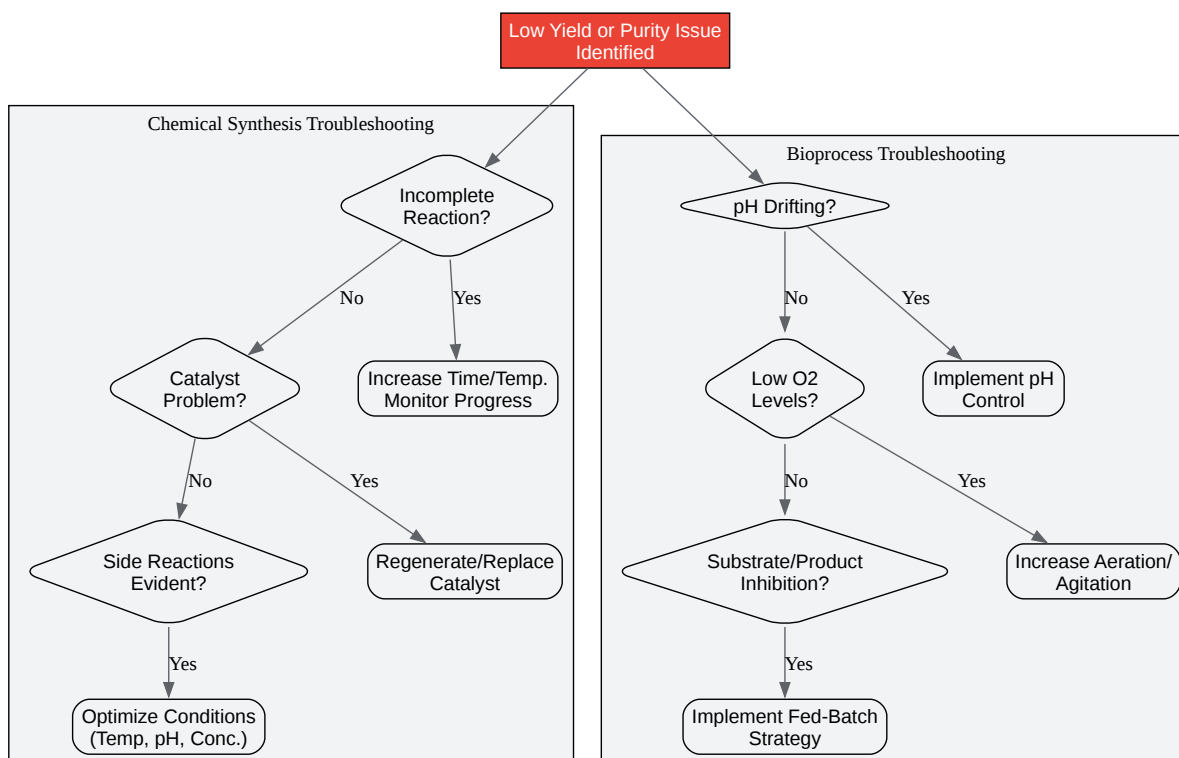 Low Yield or Purity Issue
Identified
Chemical Synthesis Troubleshooting
Incomplete
Reaction?
No
Yes
Catalyst
Problem?
Increase Time/Temp.
Monitor Progress
No
Yes
Side Reactions
Evident?
Regenerate/Replace
Catalyst
Yes
Optimize Conditions
(Temp, pH, Conc.)
Bioprocess Troubleshooting
pH Drifting?
No
Yes
Low O2
Levels?
Implement pH
Control
No
Yes
Substrate/Product
Inhibition?
Increase Aeration/
Agitation
Yes
Implement Fed-Batch
Strategy